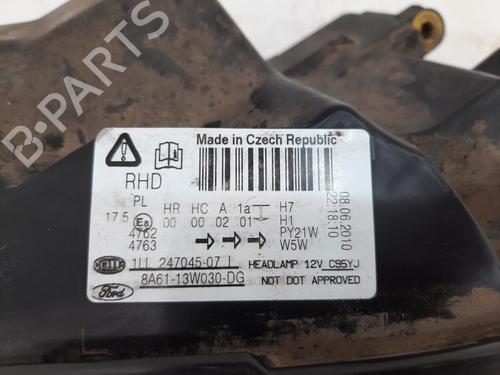 B-PARTS
Made in Czech Republic
RHD
PL HR HC A 1a H7
17.5 00 00 02 01 H1
4762 PY21W
4763 W5W
08.06.2010
22.18.10
HELLA 1LL 247045-07 L HEADLAMP 12V C95YJ
Ford 8A61-13W030-DG NOT DOT APPROVED